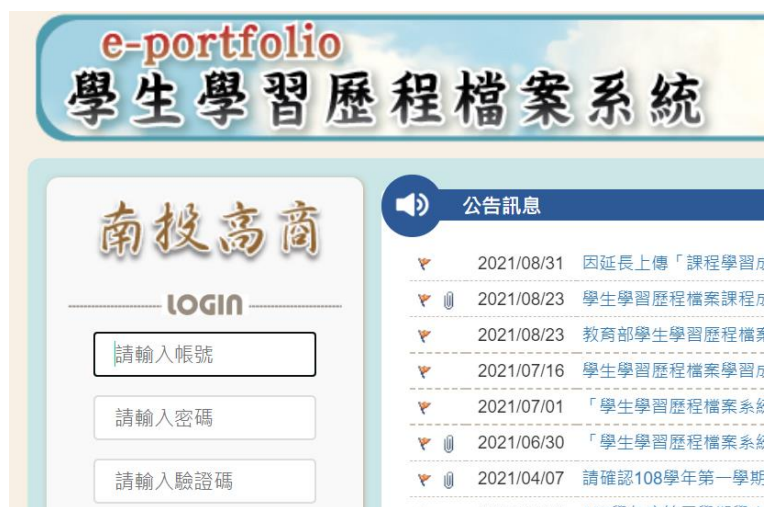 e-portfolio
學生學習歷程檔案系統
南投高商
LOGIN
請輸入帳號
請輸入密碼
請輸入驗證碼
公告訊息
2021/08/31 因延長上傳「課程學習成
2021/08/23 學生學習歷程檔案課程成
2021/08/23 教育部學生學習歷程檔案
2021/07/16 學生學習歷程檔案學習成
2021/07/01 「學生學習歷程檔案系統
2021/06/30 「學生學習歷程檔案系統
2021/04/07 請確認108學年第一學期